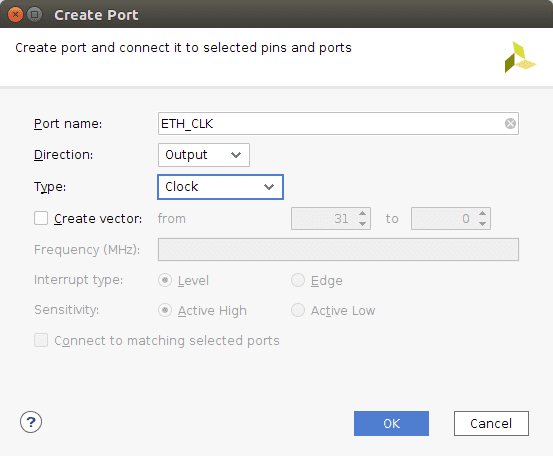 Create Port
Create port and connect it to selected pins and ports
Port name: ETH_CLK
Direction: Output
Type: Clock
Create vector: from 31 to 0
Frequency (MHz):
Interrupt type: Level Edge
Sensitivity: Active High Active Low
Connect to matching selected ports
? OK Cancel